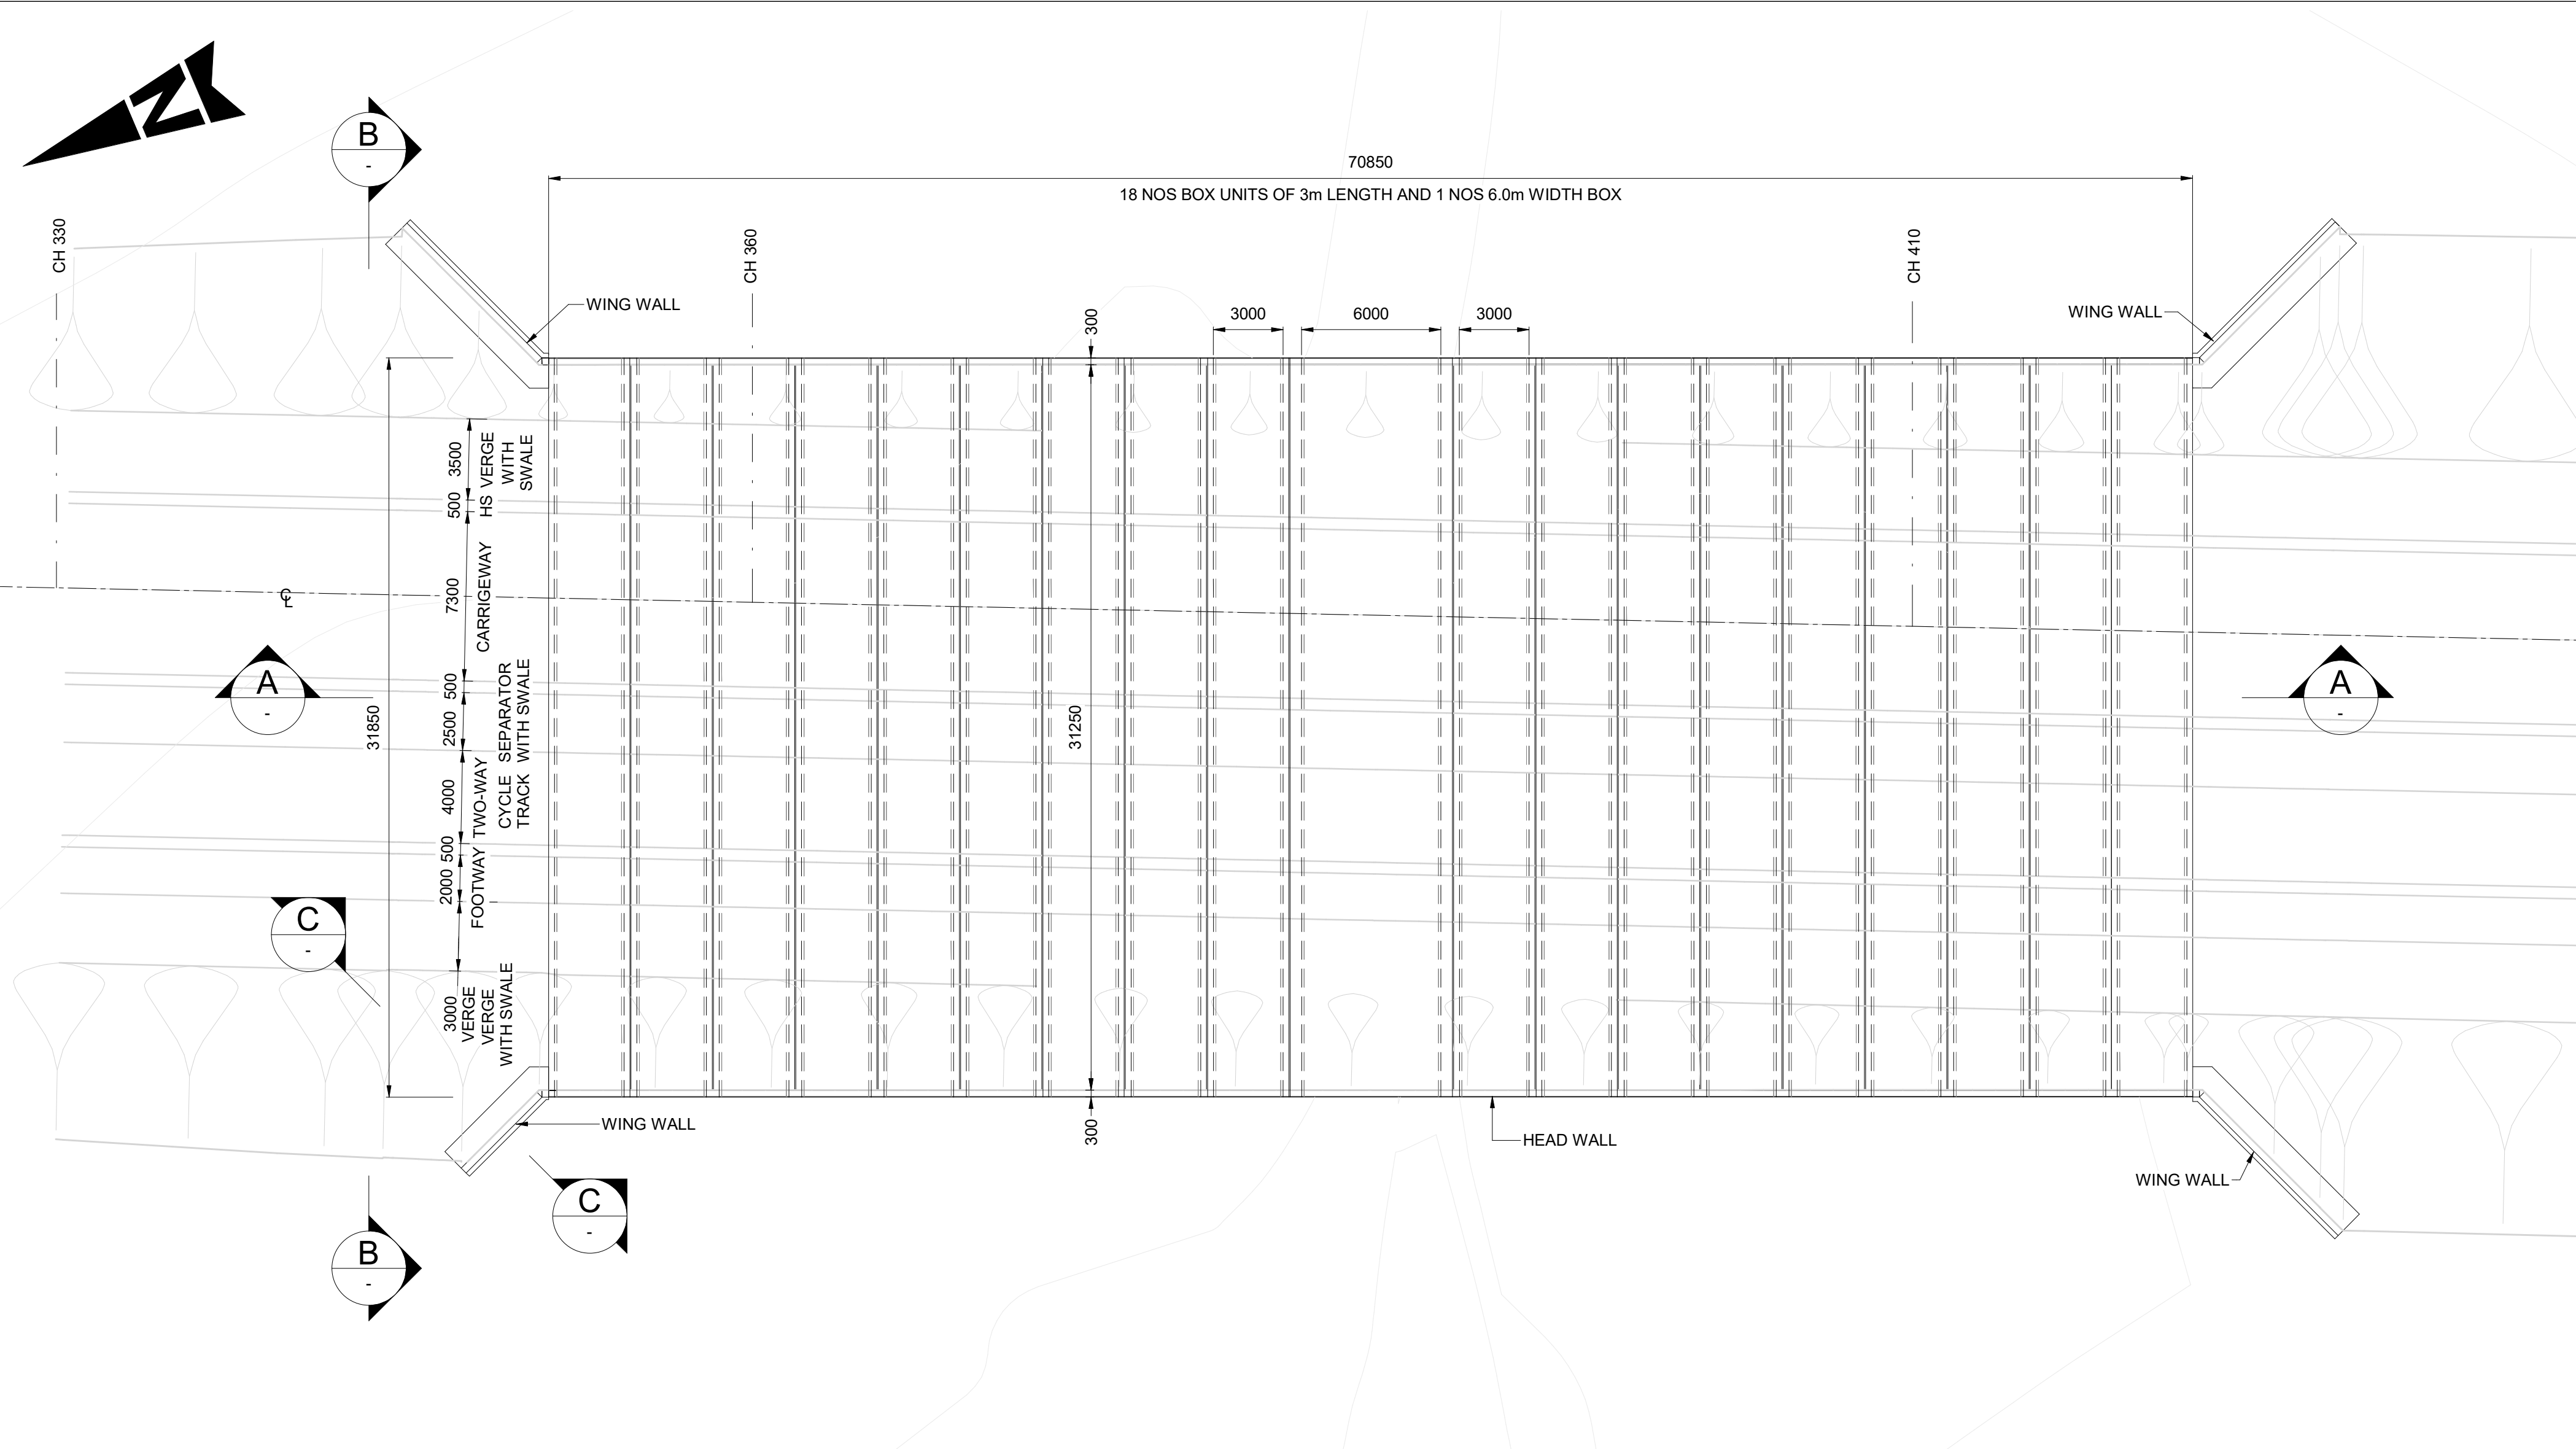 N
B
-
70850
18 NOS BOX UNITS OF 3m LENGTH AND 1 NOS 6.0m WIDTH BOX
CH 330
CH 360
CH 410
WING WALL
WING WALL
300
3000
6000
3000
3500
HS VERGE
WITH
SWALE
500
7300
CARRIGEWAY
℄
A
-
A
-
500
2500
SEPARATOR
WITH SWALE
31850
31250
4000
TWO-WAY
CYCLE
TRACK
500
2000
FOOTWAY
C
-
3000
VERGE
VERGE
WITH SWALE
WING WALL
300
HEAD WALL
WING WALL
C
-
B
-